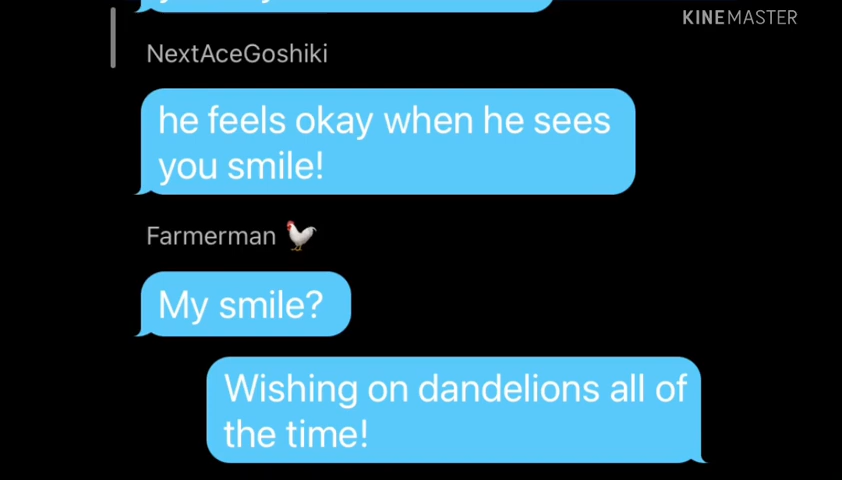 KINEMASTER
NextAceGoshiki
he feels okay when he sees
you smile!
Farmerman 🐓
My smile?
Wishing on dandelions all of
the time!